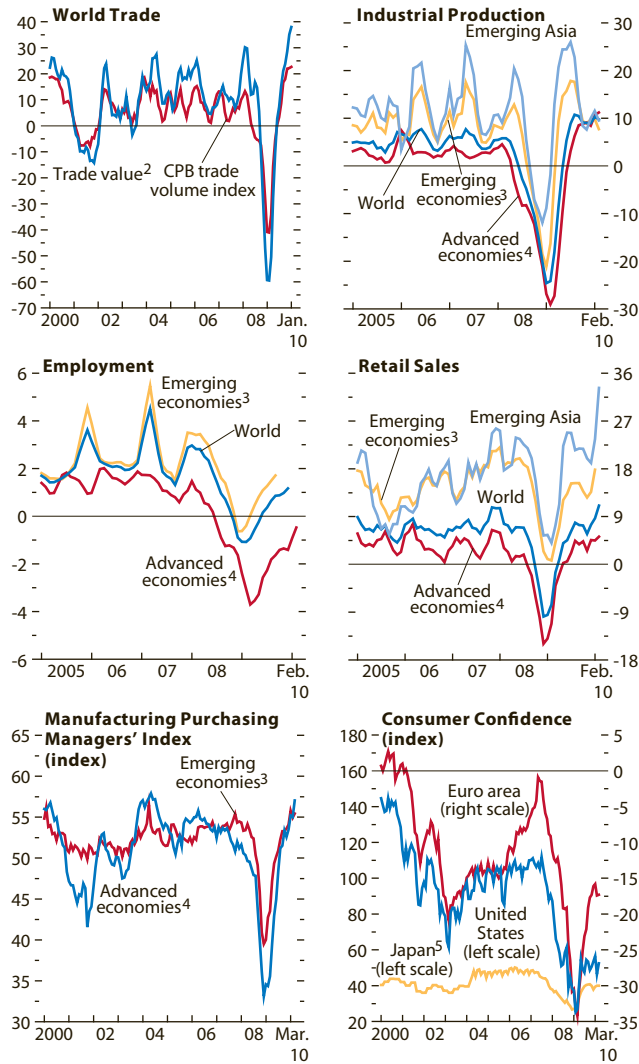 World Trade
40
30
20
10
0
-10
-20
-30
-40
-50
-60
-70
Trade value2
CPB trade
volume index
2000 02 04 06 08 Jan.
10
Industrial Production
30
20
10
0
-10
-20
-30
Emerging Asia
World
Emerging
economies3
Advanced
economies4
2005 06 07 08 Feb.
10
Employment
6
4
2
0
-2
-4
-6
Emerging
economies3
World
Advanced
economies4
2005 06 07 08 Feb.
10
Retail Sales
36
27
18
9
0
-9
-18
Emerging
economies3
Emerging Asia
World
Advanced
economies4
2005 06 07 08 Feb.
10
Manufacturing Purchasing
Managers' Index
(index)
65
60
55
50
45
40
35
30
Emerging
economies3
Advanced
economies4
2000 02 04 06 08 Mar.
10
Consumer Confidence
(index)
180
160
140
120
100
80
60
40
20
5
0
-5
-10
-15
-20
-25
-30
-35
Euro area
(right scale)
United
States
(left scale)
Japan5
(left scale)
2000 02 04 06 08 Mar.
10